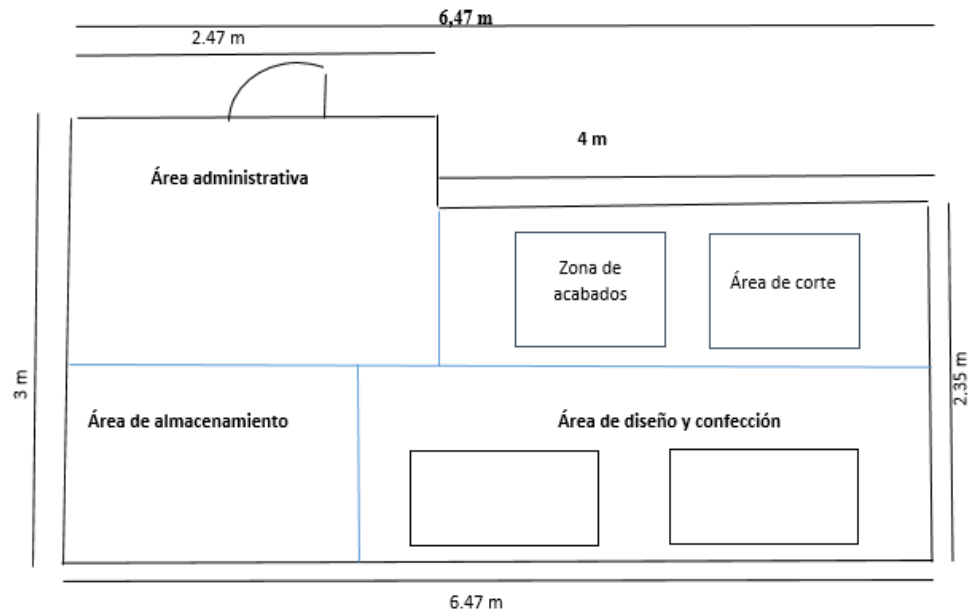 6,47 m
2.47 m
4 m
Área administrativa
Zona de
acabados
Área de corte
3 m
2.35 m
Área de almacenamiento
Área de diseño y confección
6.47 m